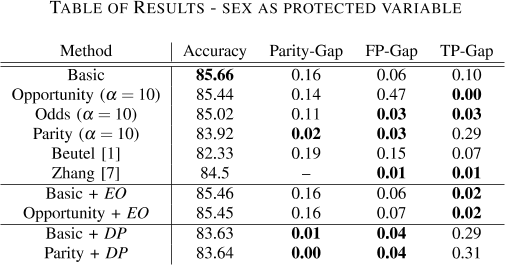 TABLE OF RESULTS - SEX AS PROTECTED VARIABLE
Method Accuracy Parity-Gap FP-Gap TP-Gap
Basic 85.66 0.16 0.06 0.10
Opportunity (α = 10) 85.44 0.14 0.47 0.00
Odds (α = 10) 85.02 0.11 0.03 0.03
Parity (α = 10) 83.92 0.02 0.03 0.29
Beutel [1] 82.33 0.19 0.15 0.07
Zhang [7] 84.5 – 0.01 0.01
Basic + EO 85.46 0.16 0.06 0.02
Opportunity + EO 85.45 0.16 0.07 0.02
Basic + DP 83.63 0.01 0.04 0.29
Parity + DP 83.64 0.00 0.04 0.31